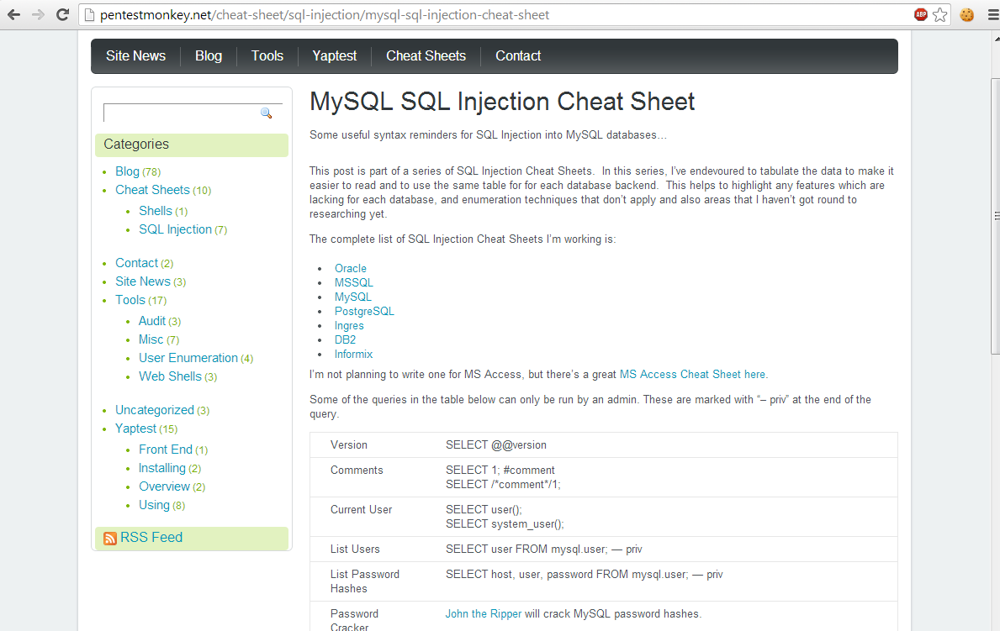 pentestmonkey.net/cheat-sheet/sql-injection/mysql-sql-injection-cheat-sheet
ABP
Site News
Blog
Tools
Yaptest
Cheat Sheets
Contact
Categories
Blog (78)
Cheat Sheets (10)
Shells (1)
SQL Injection (7)
Contact (2)
Site News (3)
Tools (17)
Audit (3)
Misc (7)
User Enumeration (4)
Web Shells (3)
Uncategorized (3)
Yaptest (15)
Front End (1)
Installing (2)
Overview (2)
Using (8)
RSS Feed
MySQL SQL Injection Cheat Sheet
Some useful syntax reminders for SQL Injection into MySQL databases…
This post is part of a series of SQL Injection Cheat Sheets.  In this series, I've endevoured to tabulate the data to make it
easier to read and to use the same table for for each database backend.  This helps to highlight any features which are
lacking for each database, and enumeration techniques that don't apply and also areas that I haven't got round to
researching yet.
The complete list of SQL Injection Cheat Sheets I'm working is:
Oracle
MSSQL
MySQL
PostgreSQL
Ingres
DB2
Informix
I'm not planning to write one for MS Access, but there's a great MS Access Cheat Sheet here.
Some of the queries in the table below can only be run by an admin. These are marked with “– priv” at the end of the
query.
Version SELECT @@version
Comments SELECT 1; #comment
SELECT /*comment*/1;
Current User SELECT user();
SELECT system_user();
List Users SELECT user FROM mysql.user; — priv
List Password SELECT host, user, password FROM mysql.user; — priv
Hashes
Password John the Ripper will crack MySQL password hashes.
Cracker